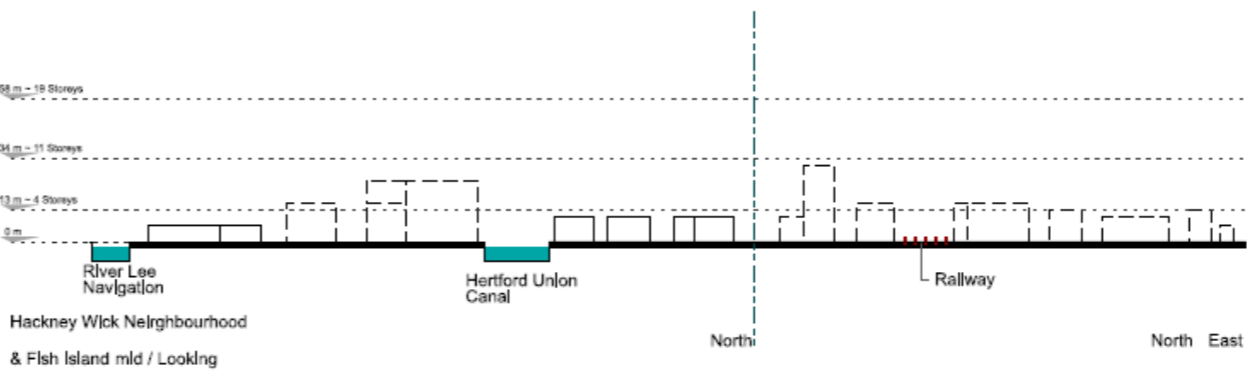 58 m – 19 Storeys
34 m – 11 Storeys
13 m – 4 Storeys
0 m
River Lee
Navigation
Hertford Union
Canal
Railway
Hackney Wick Neirghbourhood
North
North East
& Fish Island mid / Looking